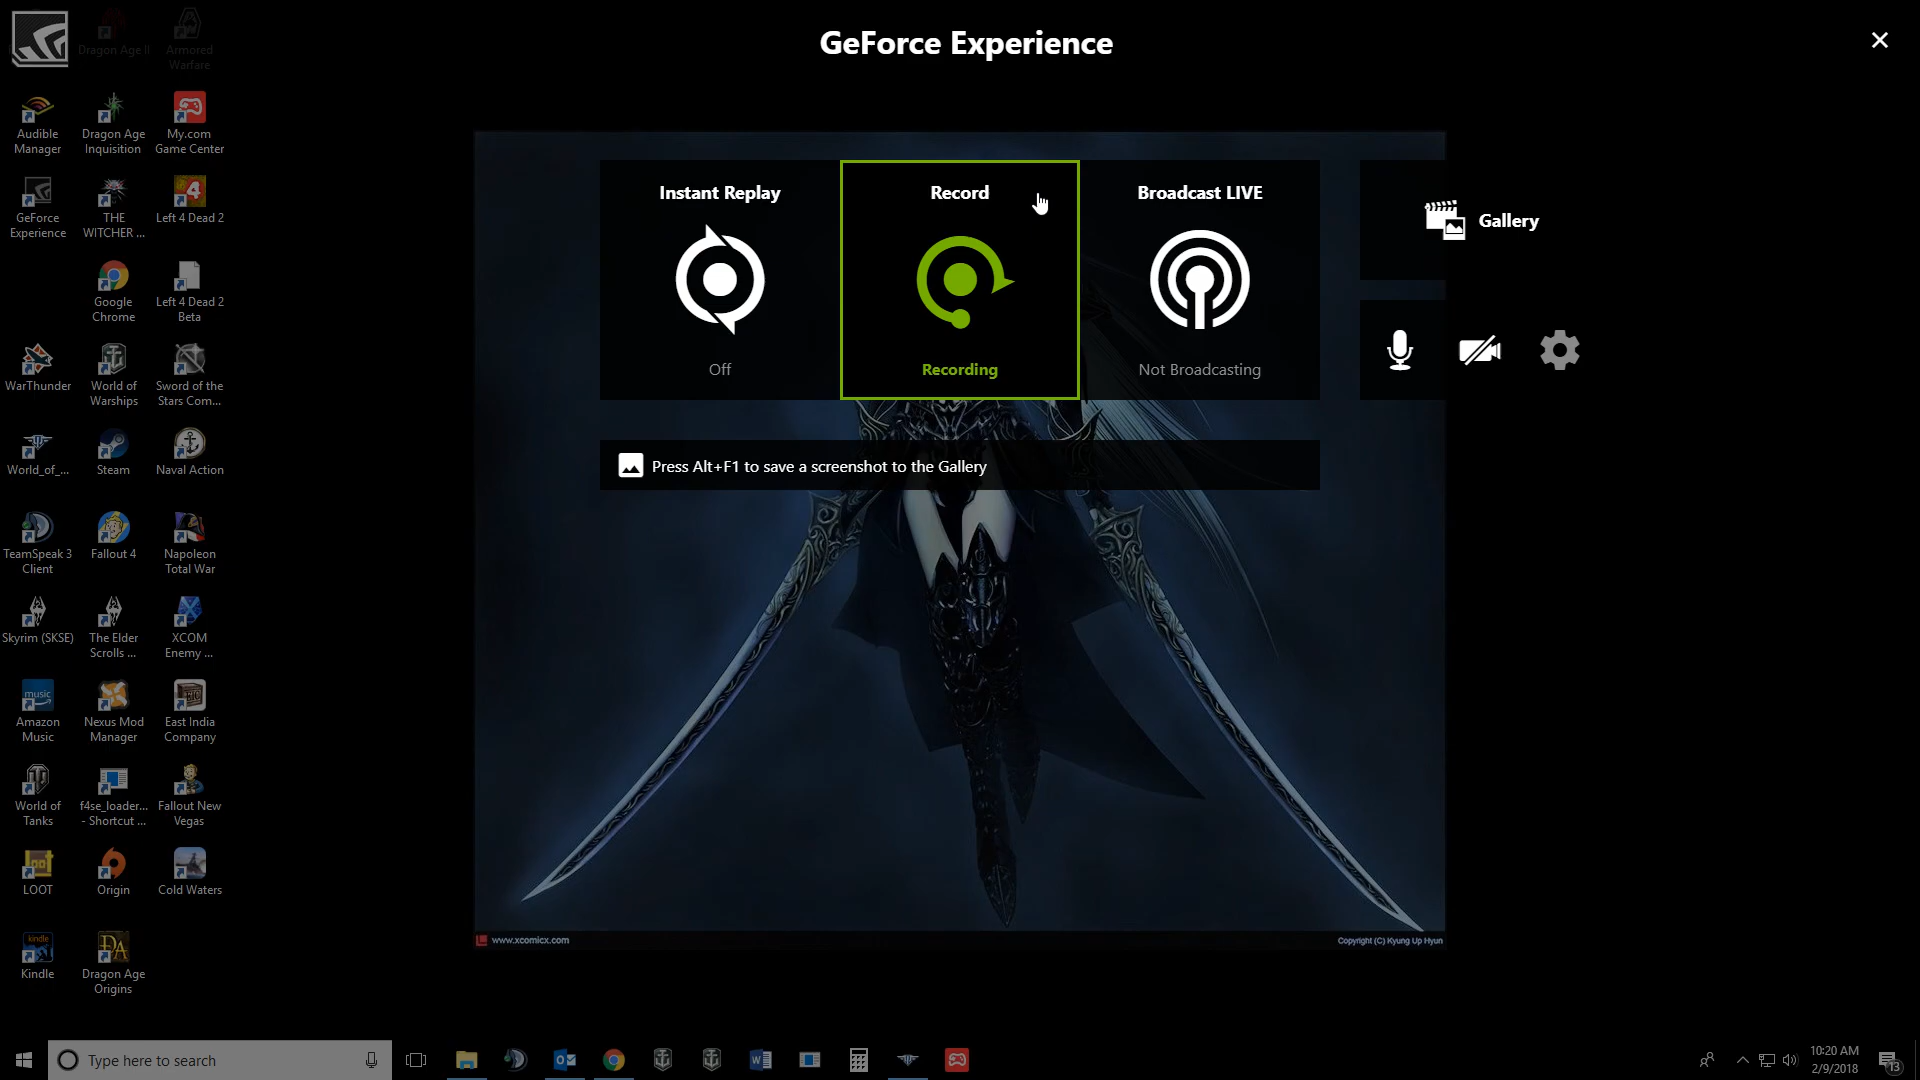 GeForce Experience
Dragon Age II
Armored
Warfare
Audible
Manager
Dragon Age
Inquisition
My.com
Game Center
GeForce
Experience
THE
WITCHER ...
Left 4 Dead 2
Google
Chrome
Left 4 Dead 2
Beta
WarThunder
World of
Warships
Sword of the
Stars Com...
World_of_...
Steam
Naval Action
TeamSpeak 3
Client
Fallout 4
Napoleon
Total War
Skyrim (SKSE)
The Elder
Scrolls ...
XCOM
Enemy ...
music
Amazon
Music
Nexus Mod
Manager
East India
Company
World of
Tanks
f4se_loader...
- Shortcut ...
Fallout New
Vegas
LOOT
Origin
Cold Waters
kindle
Kindle
DA
Dragon Age
Origins
Instant Replay
Off
Record
Recording
Broadcast LIVE
Not Broadcasting
Gallery
Press Alt+F1 to save a screenshot to the Gallery
www.xcomicx.com
Copyright (C) Kyung Up Hyun
Type here to search
10:20 AM
2/9/2018
13